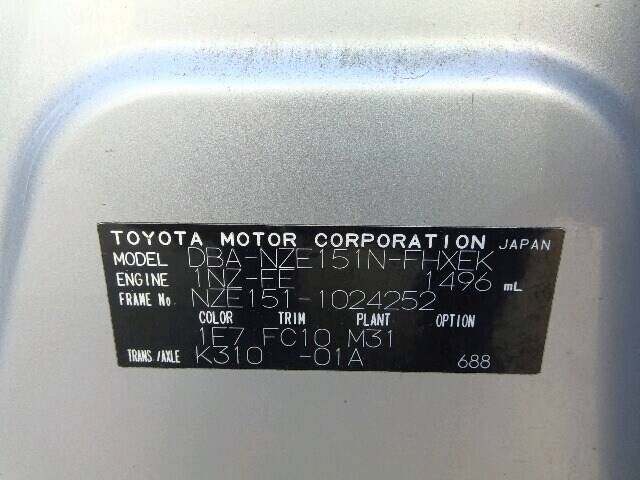 TOYOTA MOTOR CORPORATION JAPAN
MODEL DBA-NZE151N-FHXEK
ENGINE 1NZ-FE 1496 mL
FRAME No. NZE151-1024252
COLOR TRIM PLANT OPTION
1E7 FC10 M31
TRANS/AXLE K310 -01A 688